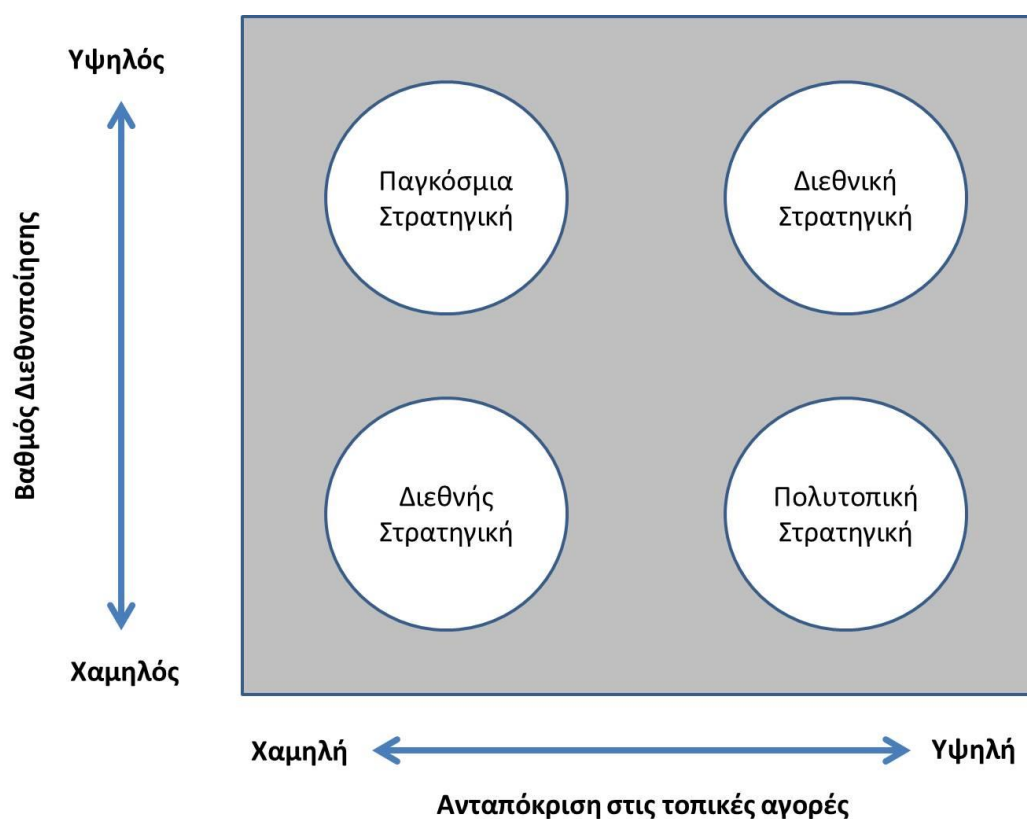 Υψηλός
Βαθμός Διεθνοποίησης
Χαμηλός
Παγκόσμια
Στρατηγική
Διεθνική
Στρατηγική
Διεθνής
Στρατηγική
Πολυτοπική
Στρατηγική
Χαμηλή
Υψηλή
Ανταπόκριση στις τοπικές αγορές